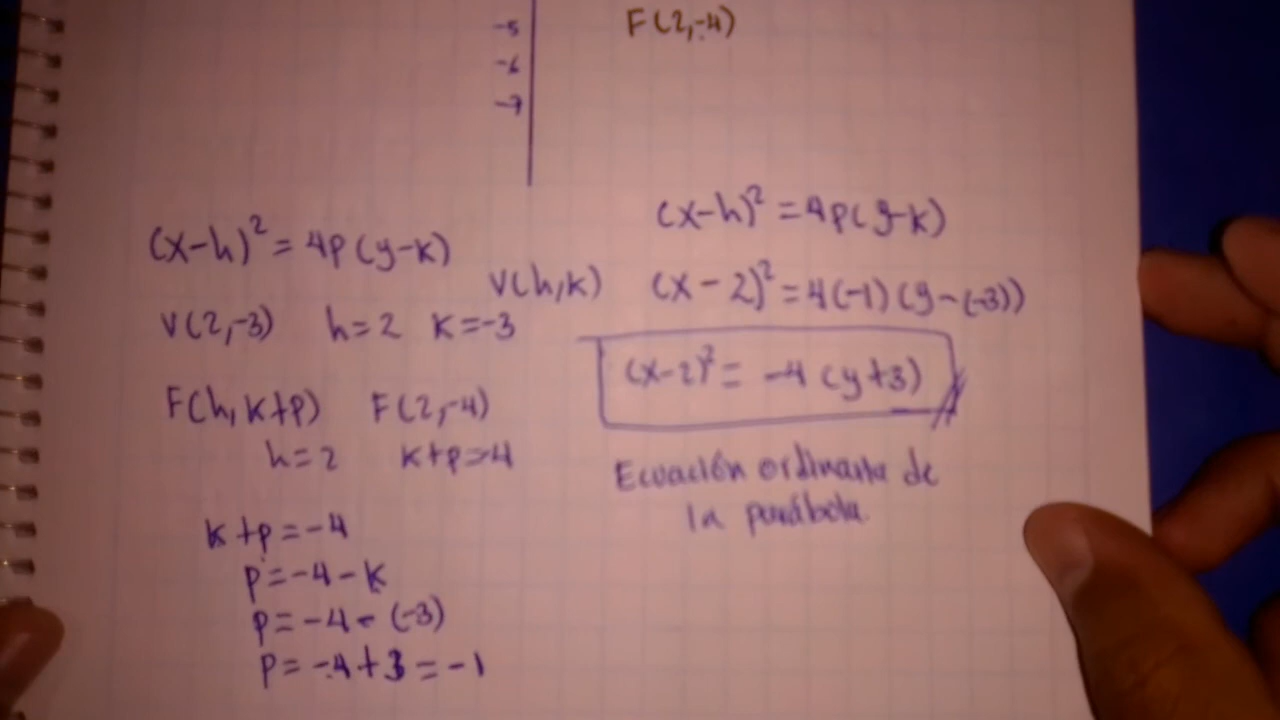 -5
-6
-7
F(2,-4)
(x-h)² = 4p(y-k)
V(h,k)
V(2,-3) h=2 k=-3
F(h,k+p) F(2,-4)
h=2 k+p=-4
k+p=-4
p=-4-k
p=-4-(-3)
p=-4+3=-1
(x-h)² = 4p(y-k)
(x-2)² = 4(-1)(y-(-3))
(x-2)² = -4(y+3)
Ecuación ordinaria de
la parábola.